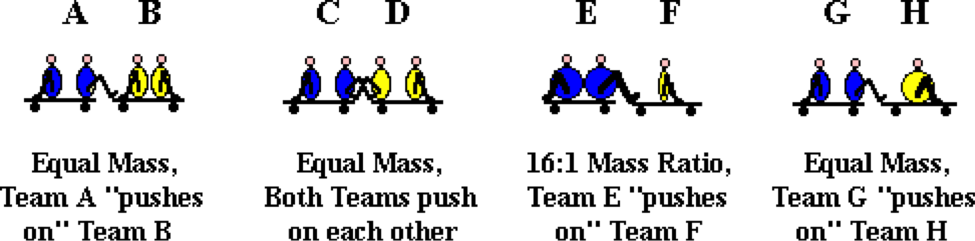 A B C D E F G H
Equal Mass, Equal Mass, 16:1 Mass Ratio, Equal Mass,
Team A "pushes Both Teams push Team E "pushes Team G "pushes
on" Team B on each other on" Team F on" Team H